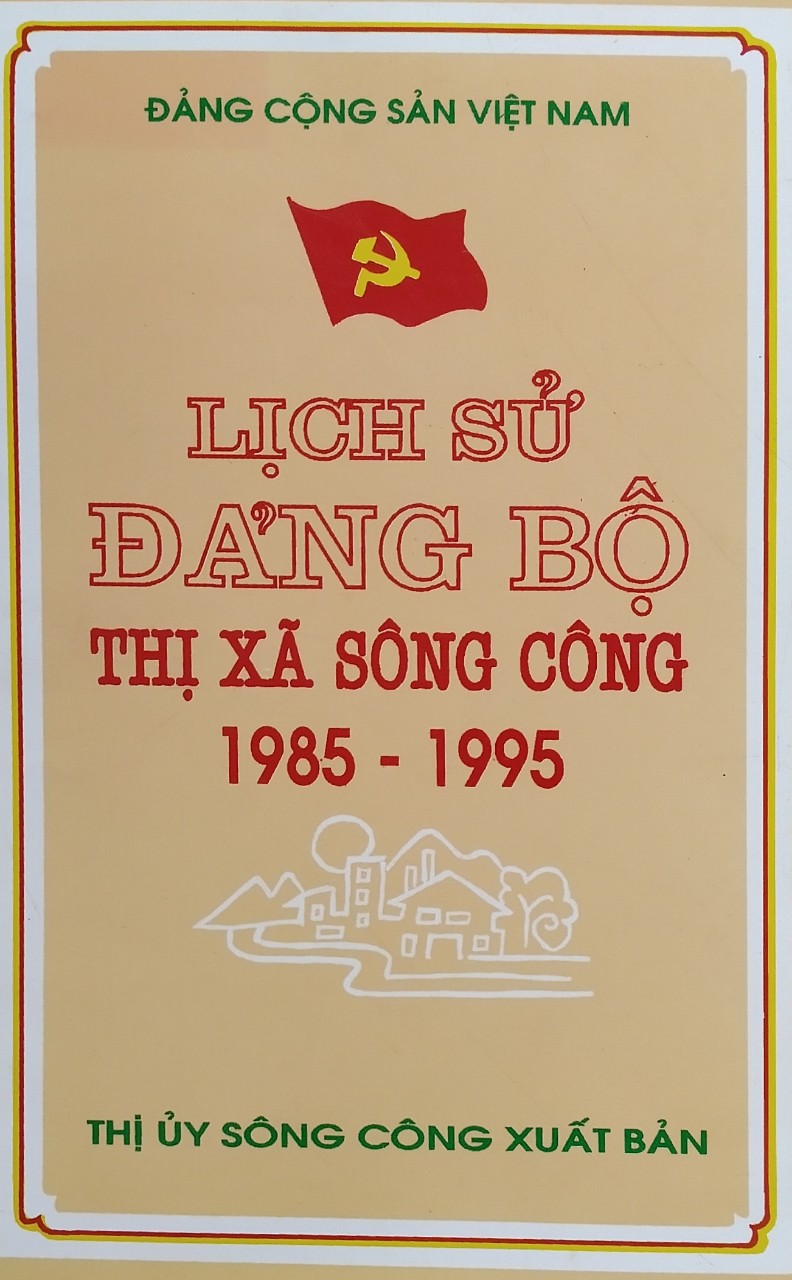 ĐẢNG CỘNG SẢN VIỆT NAM
LỊCH SỬ
ĐẢNG BỘ
THỊ XÃ SÔNG CÔNG
1985 - 1995
THỊ ỦY SÔNG CÔNG XUẤT BẢN